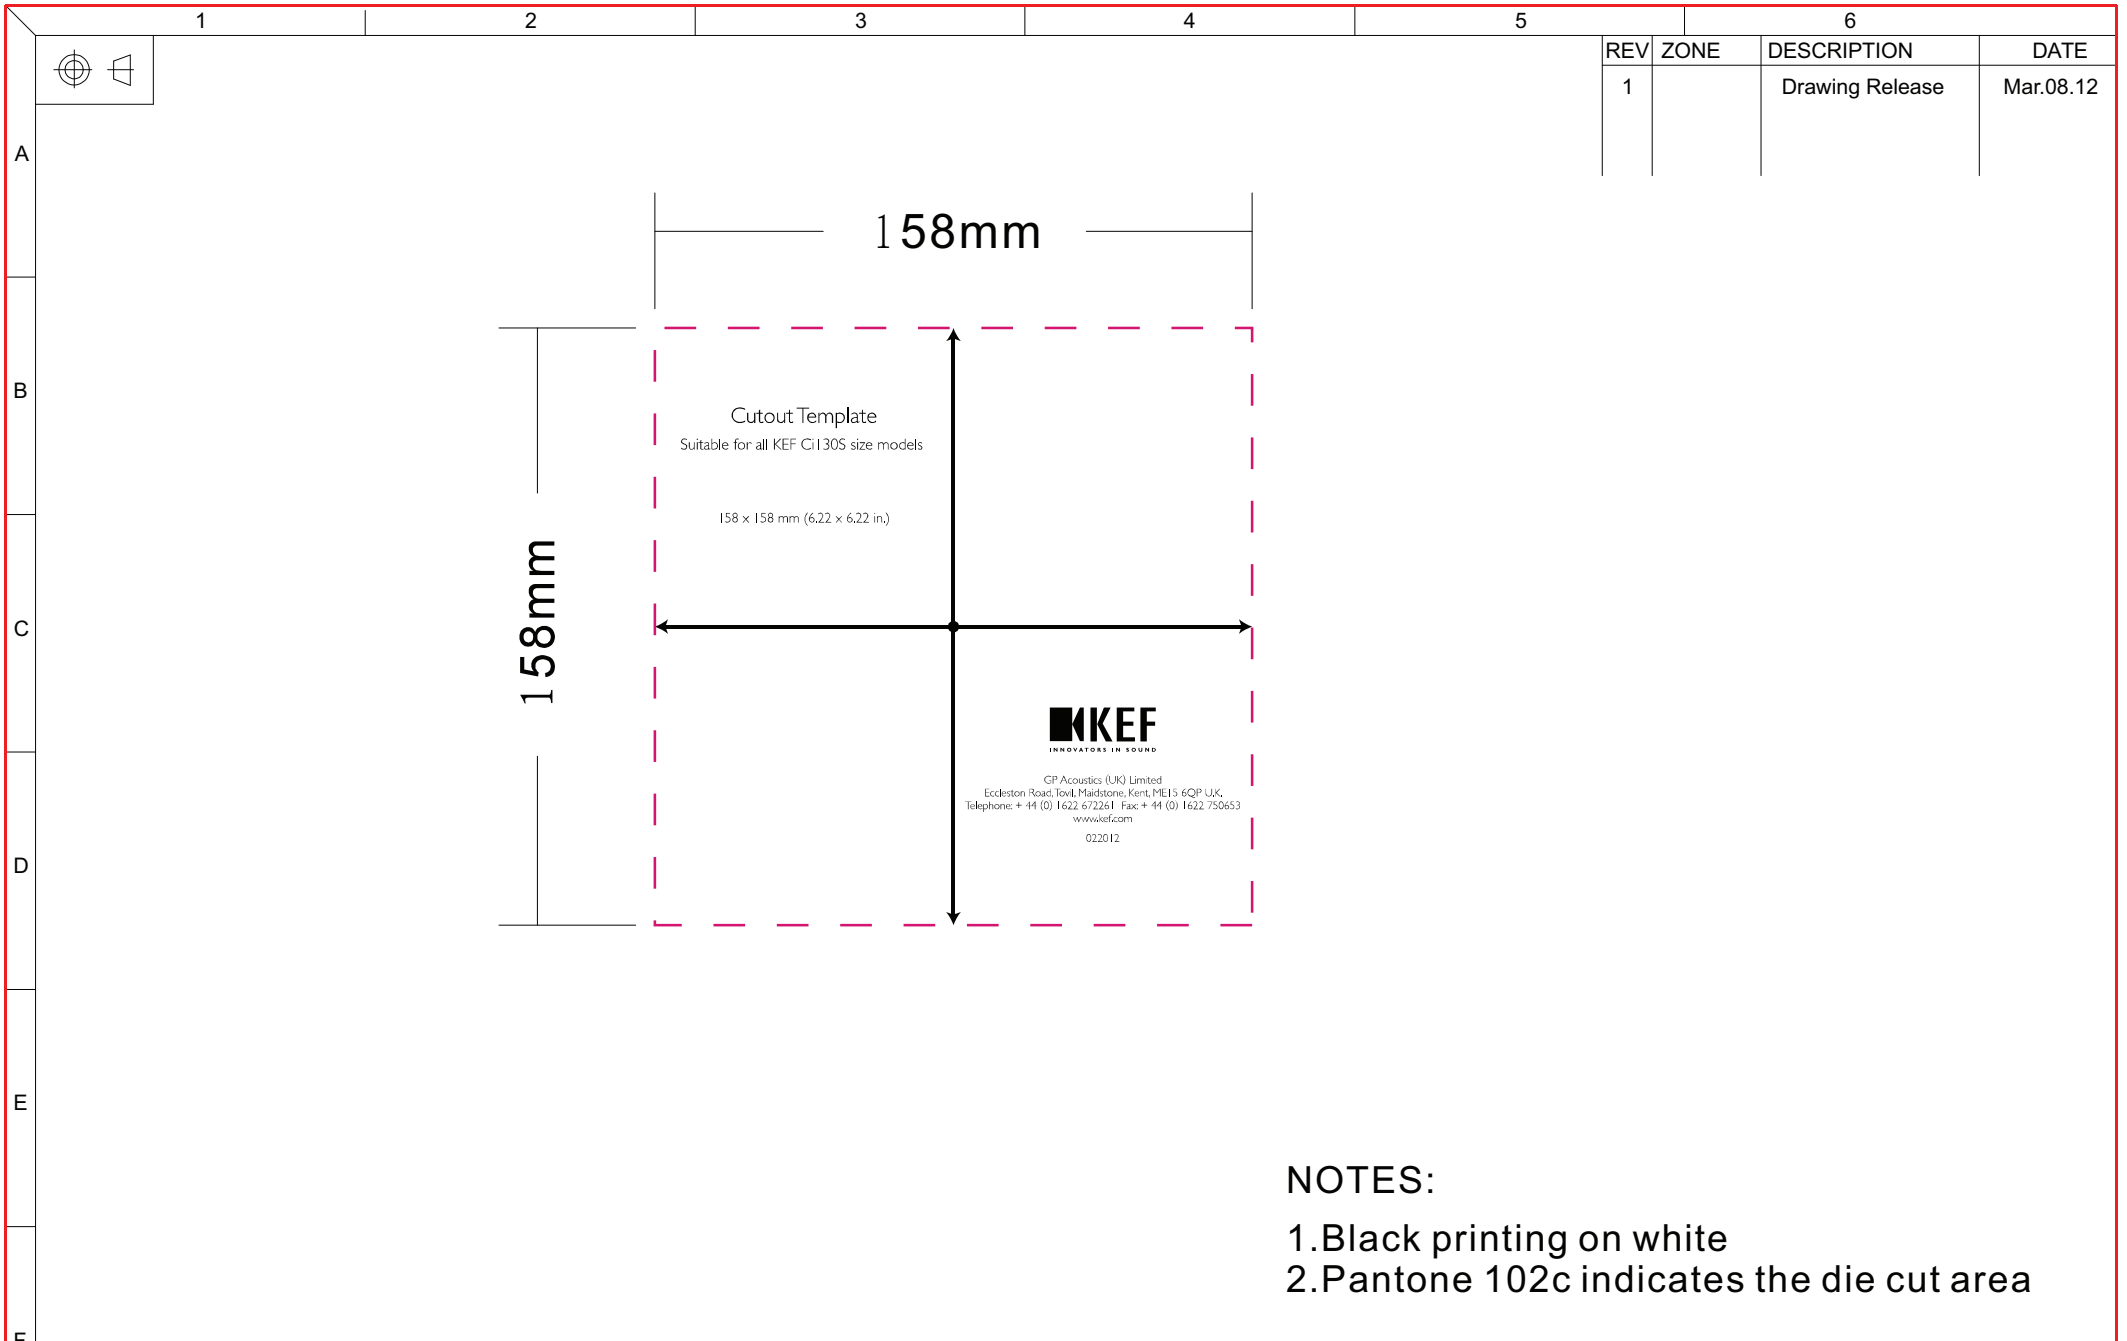 1 2 3 4 5 6
REV ZONE DESCRIPTION DATE
1 Drawing Release Mar.08.12
A
158mm
B
Cutout Template
Suitable for all KEF Ci130S size models
158 x 158 mm (6.22 x 6.22 in.)
158mm
C
KEF
INNOVATORS IN SOUND
GP Acoustics (UK) Limited
Eccleston Road, Tovil, Maidstone, Kent, ME15 6QP U.K.
Telephone: + 44 (0) 1622 672261 Fax: + 44 (0) 1622 750653
www.kef.com
022012
D
E
NOTES:
1.Black printing on white
2.Pantone 102c indicates the die cut area